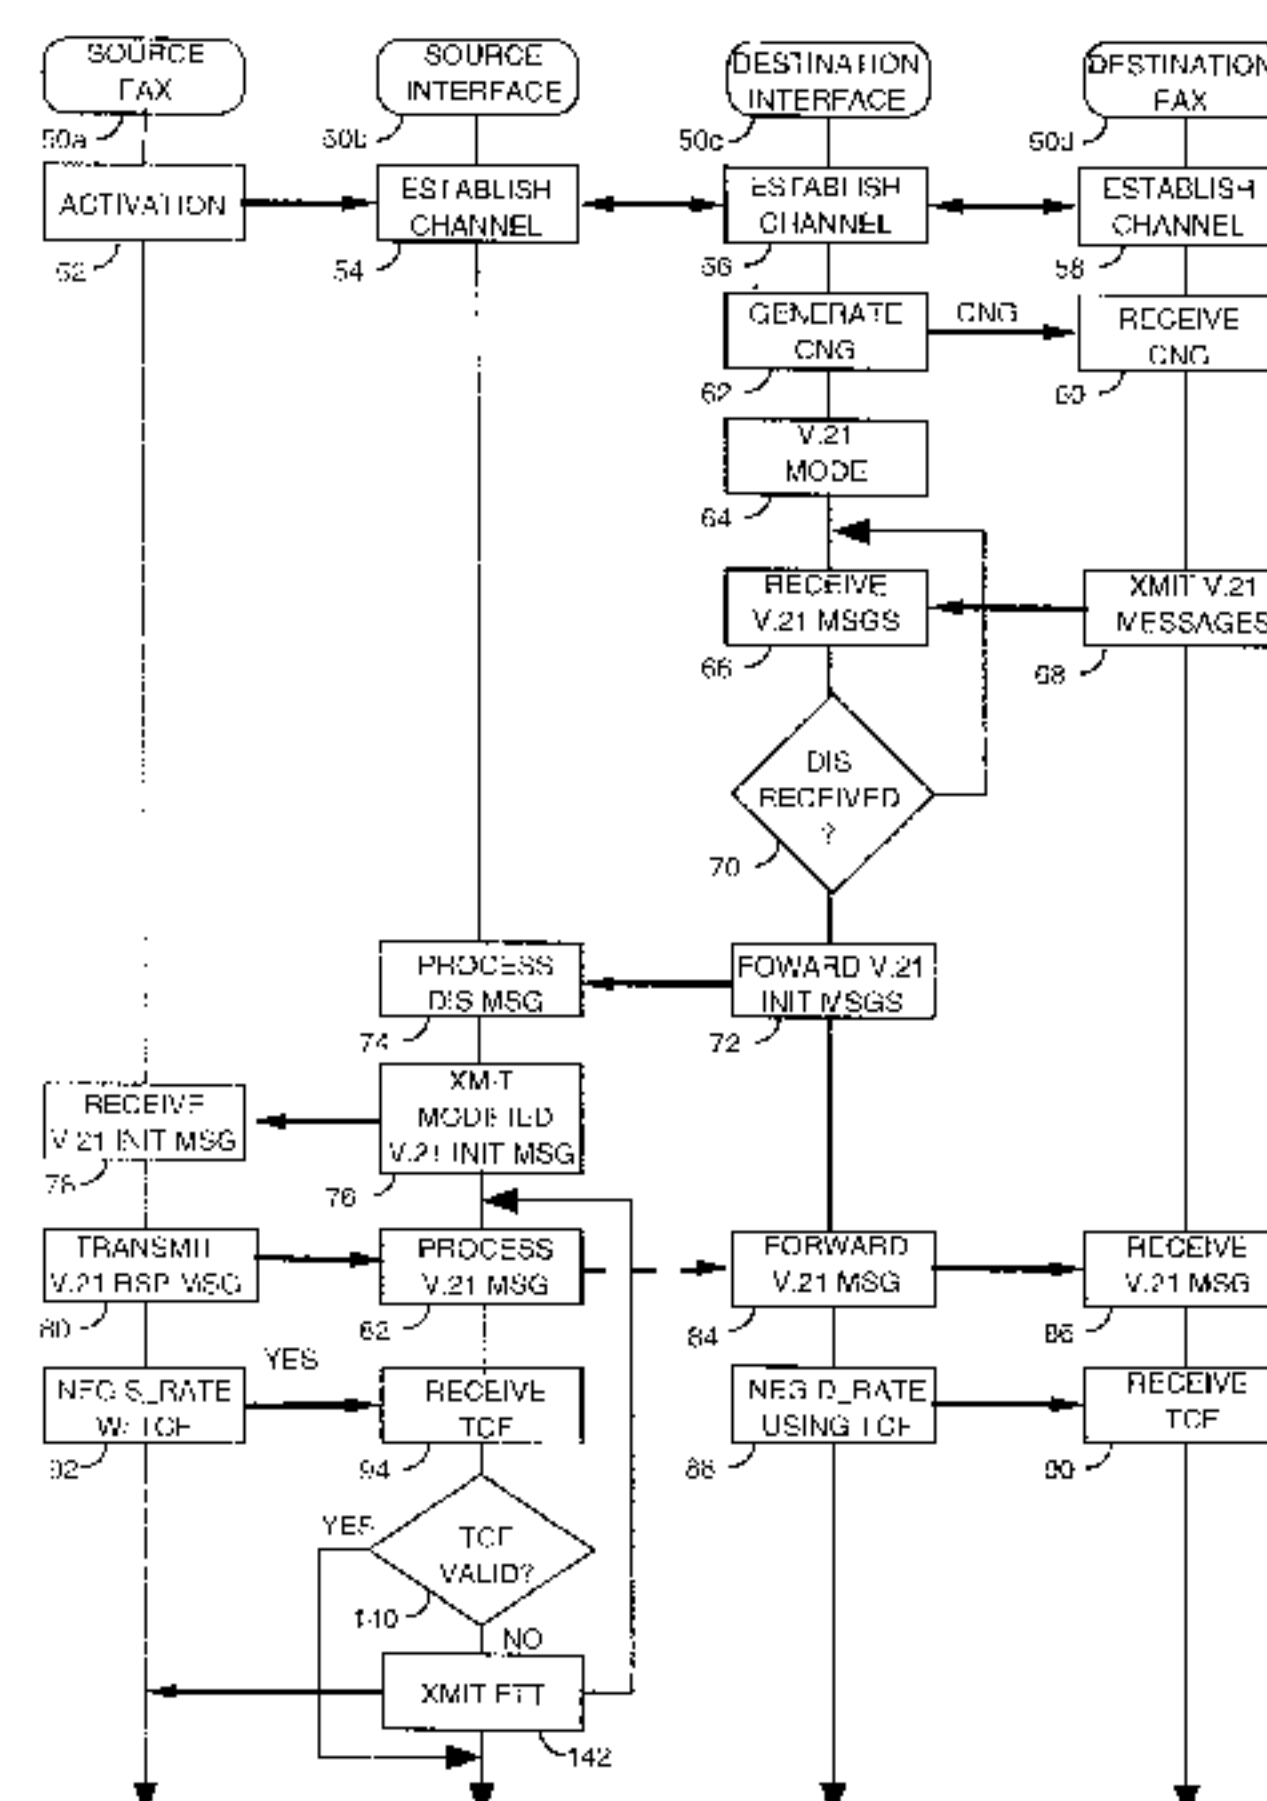 SOURCE
FAX
50a
SOURCE
INTERFACE
50b
DESTINATION
INTERFACE
50c
DESTINATION
FAX
50d
ACTIVATION
52
ESTABLISH
CHANNEL
54
ESTABLISH
CHANNEL
56
ESTABLISH
CHANNEL
58
GENERATE
CNG
62
CNG
RECEIVE
CNG
60
V.21
MODE
64
RECEIVE
V.21 MSGS
66
XMIT V.21
MESSAGES
68
DIS
RECEIVED
?
70
PROCESS
DIS MSG
74
FOWARD V.21
INIT MSGS
72
RECEIVE
V.21 INIT MSG
78
XMIT
MODIFIED
V.21 INIT MSG
76
TRANSMIT
V.21 RSP MSG
80
PROCESS
V.21 MSG
82
FORWARD
V.21 MSG
84
RECEIVE
V.21 MSG
86
NEG S_RATE
W/ TCF
92
YES
RECEIVE
TCF
94
NEG D_RATE
USING TCF
88
RECEIVE
TCF
90
YES
TCF
VALID?
140
NO
XMIT FTT
142